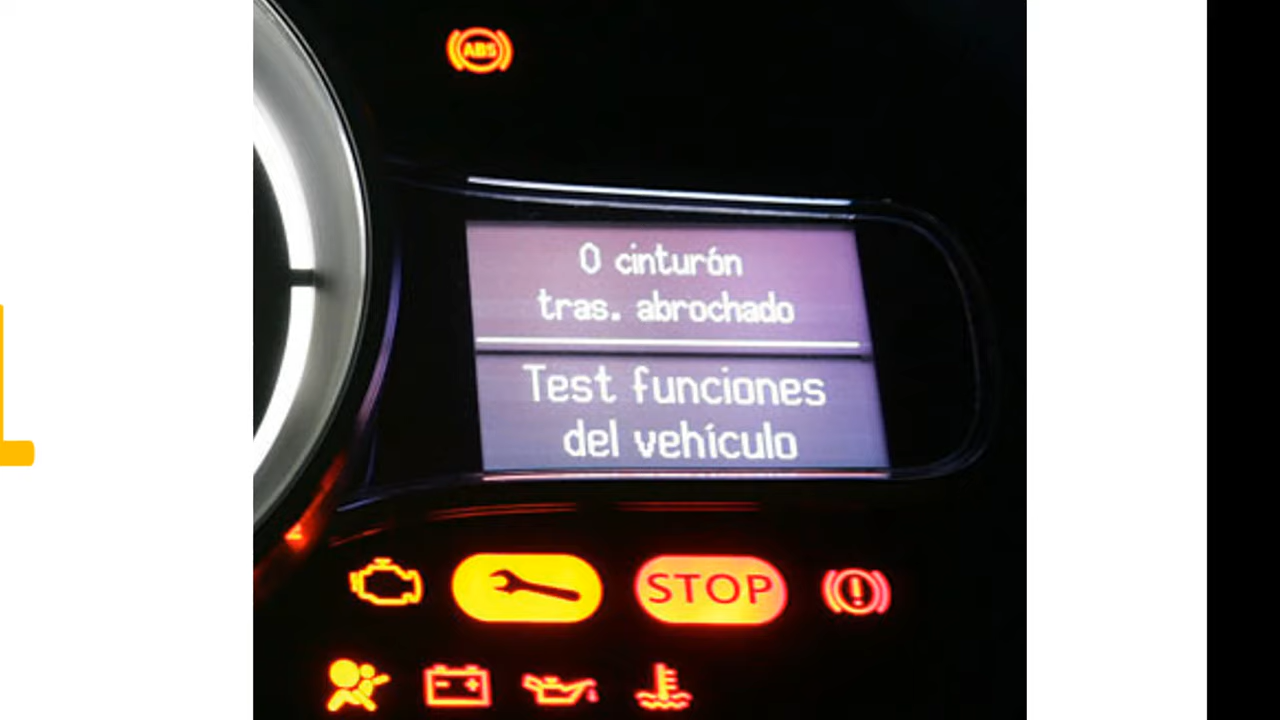 ABS
0 cinturón
tras. abrochado
Test funciones
del vehículo
STOP